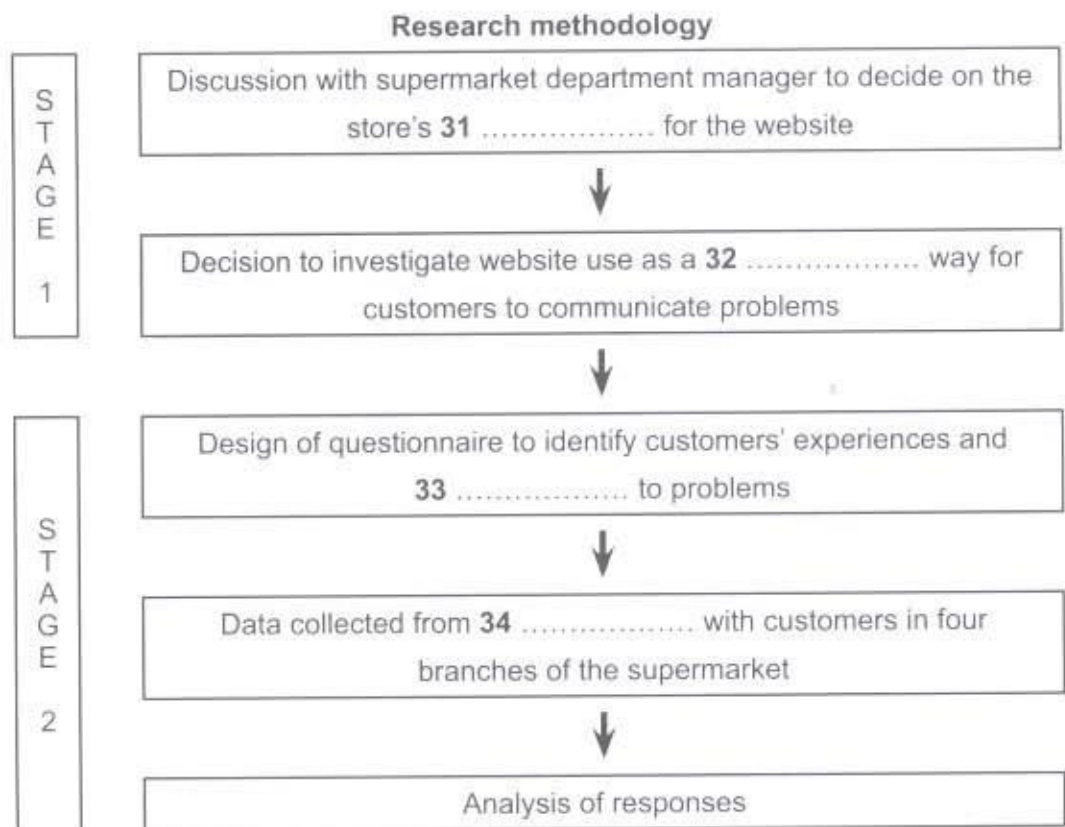 Research methodology
STAGE 1
Discussion with supermarket department manager to decide on the
store's 31 .................. for the website
Decision to investigate website use as a 32 .................. way for
customers to communicate problems
STAGE 2
Design of questionnaire to identify customers' experiences and
33 .................. to problems
Data collected from 34 .................. with customers in four
branches of the supermarket
Analysis of responses